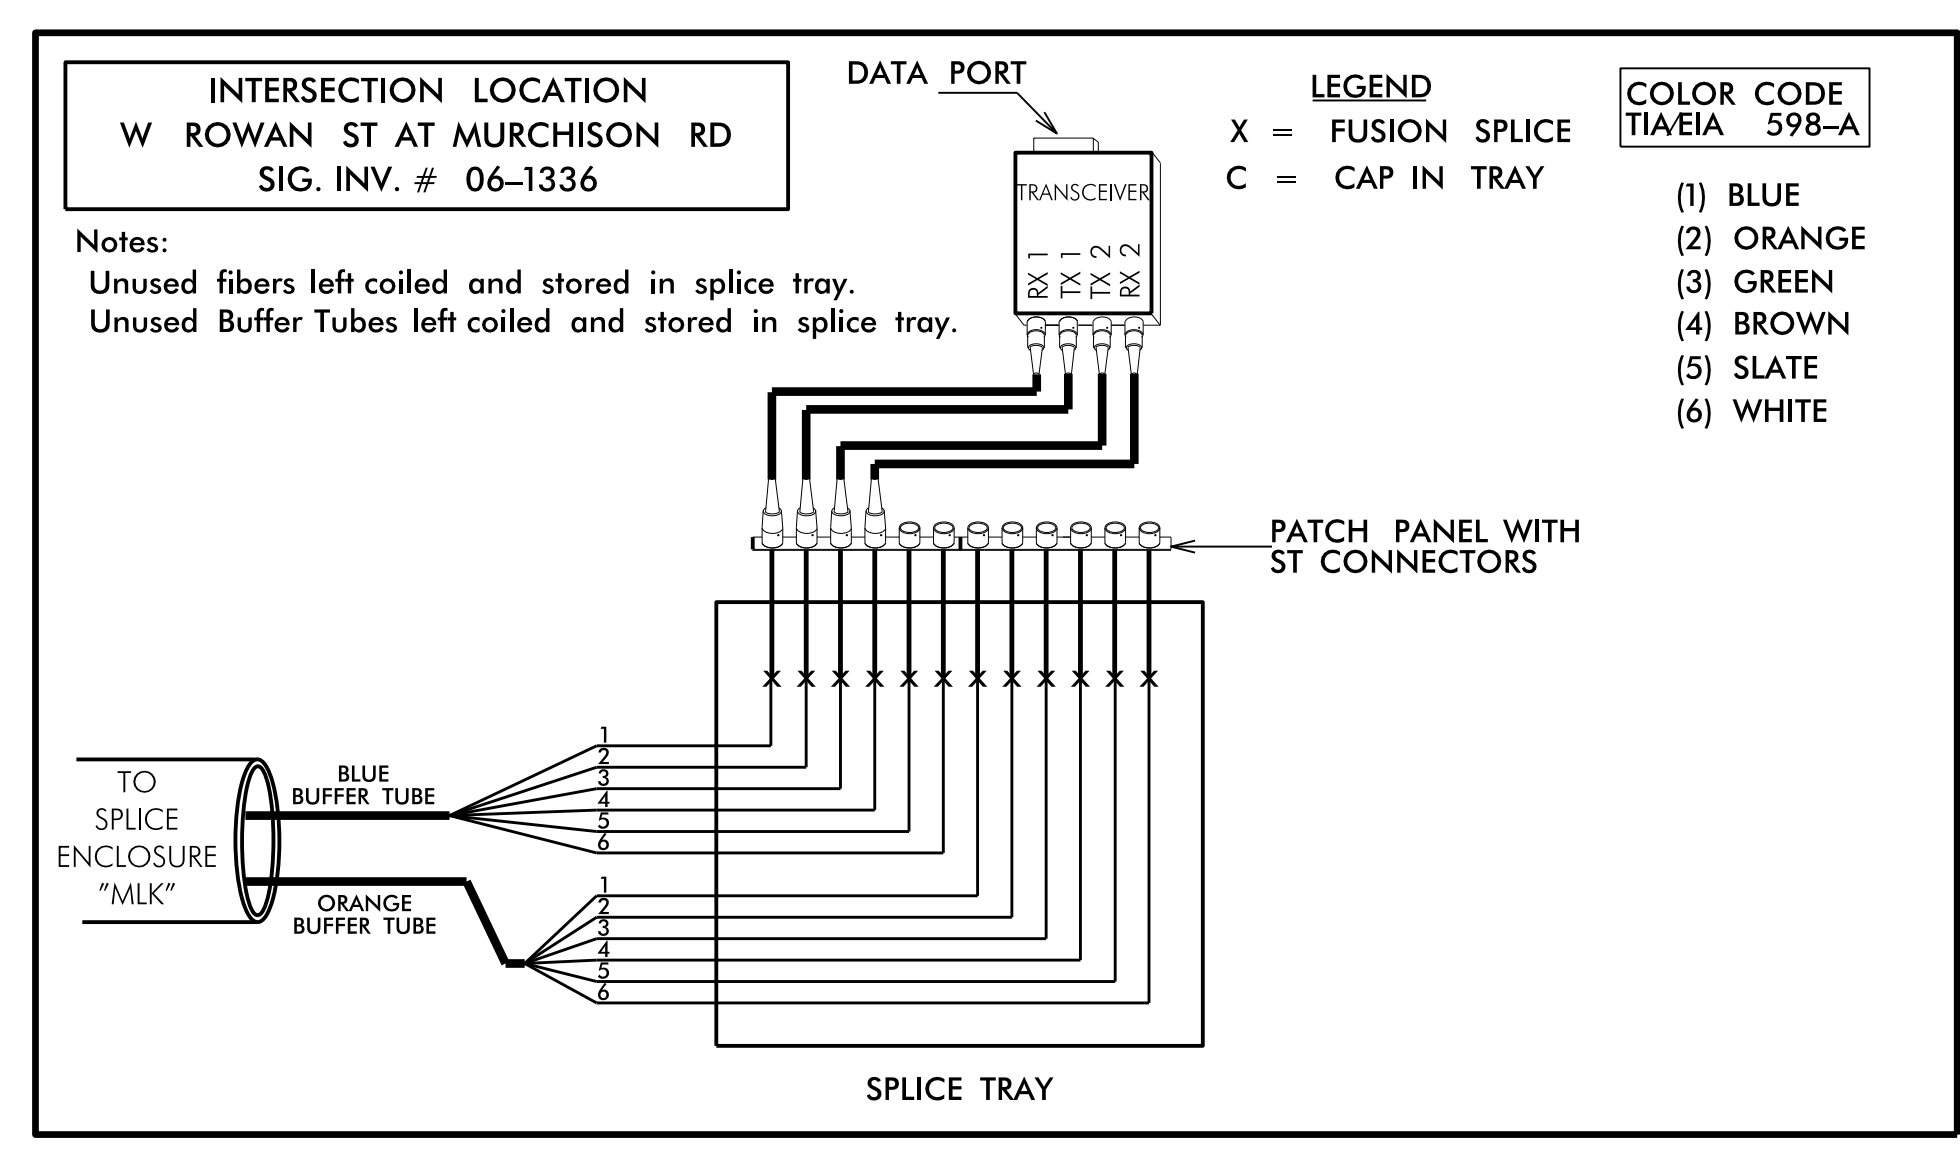 INTERSECTION LOCATION
W ROWAN ST AT MURCHISON RD
SIG. INV. # 06–1336
Notes:
Unused fibers left coiled and stored in splice tray.
Unused Buffer Tubes left coiled and stored in splice tray.
DATA PORT
TRANSCEIVER
RX 1
TX 1
TX 2
RX 2
LEGEND
X = FUSION SPLICE
C = CAP IN TRAY
COLOR CODE
TIA/EIA 598–A
(1) BLUE
(2) ORANGE
(3) GREEN
(4) BROWN
(5) SLATE
(6) WHITE
PATCH PANEL WITH
ST CONNECTORS
X X X X X X X X X X X X
TO
SPLICE
ENCLOSURE
"MLK"
BLUE
BUFFER TUBE
1
2
3
4
5
6
ORANGE
BUFFER TUBE
1
2
3
4
5
6
SPLICE TRAY